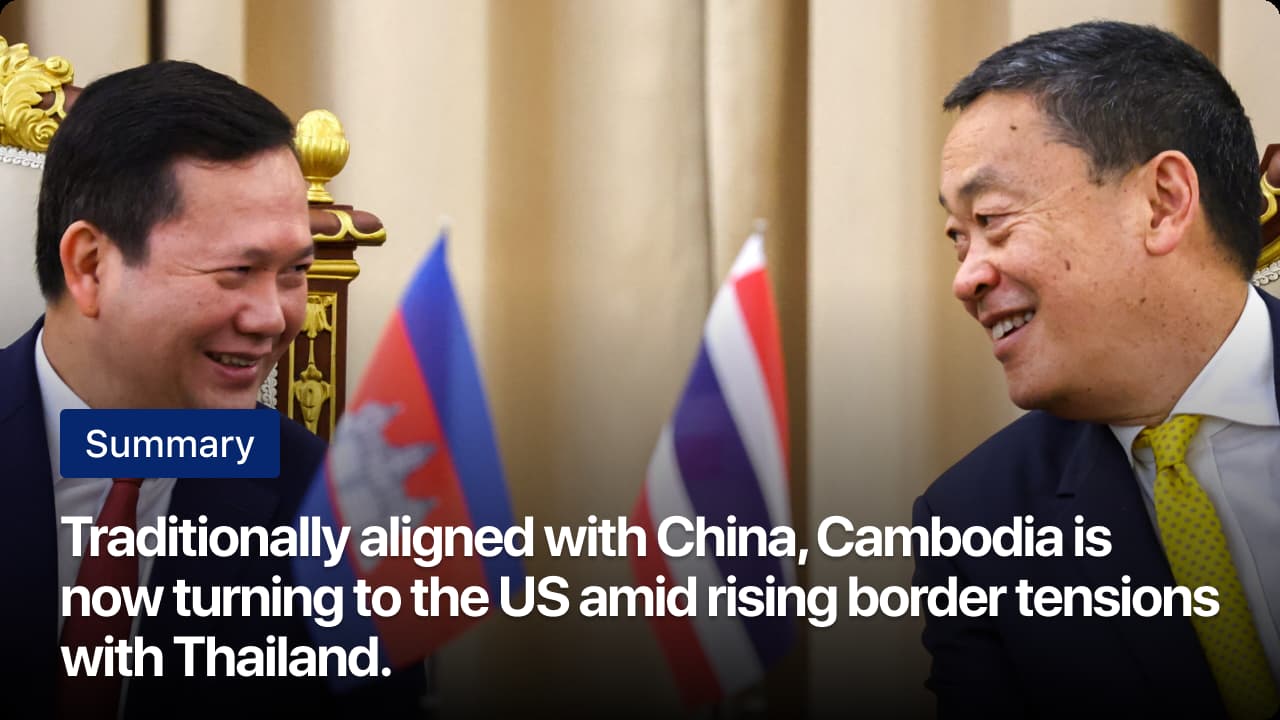 Summary
Traditionally aligned with China, Cambodia is
now turning to the US amid rising border tensions
with Thailand.